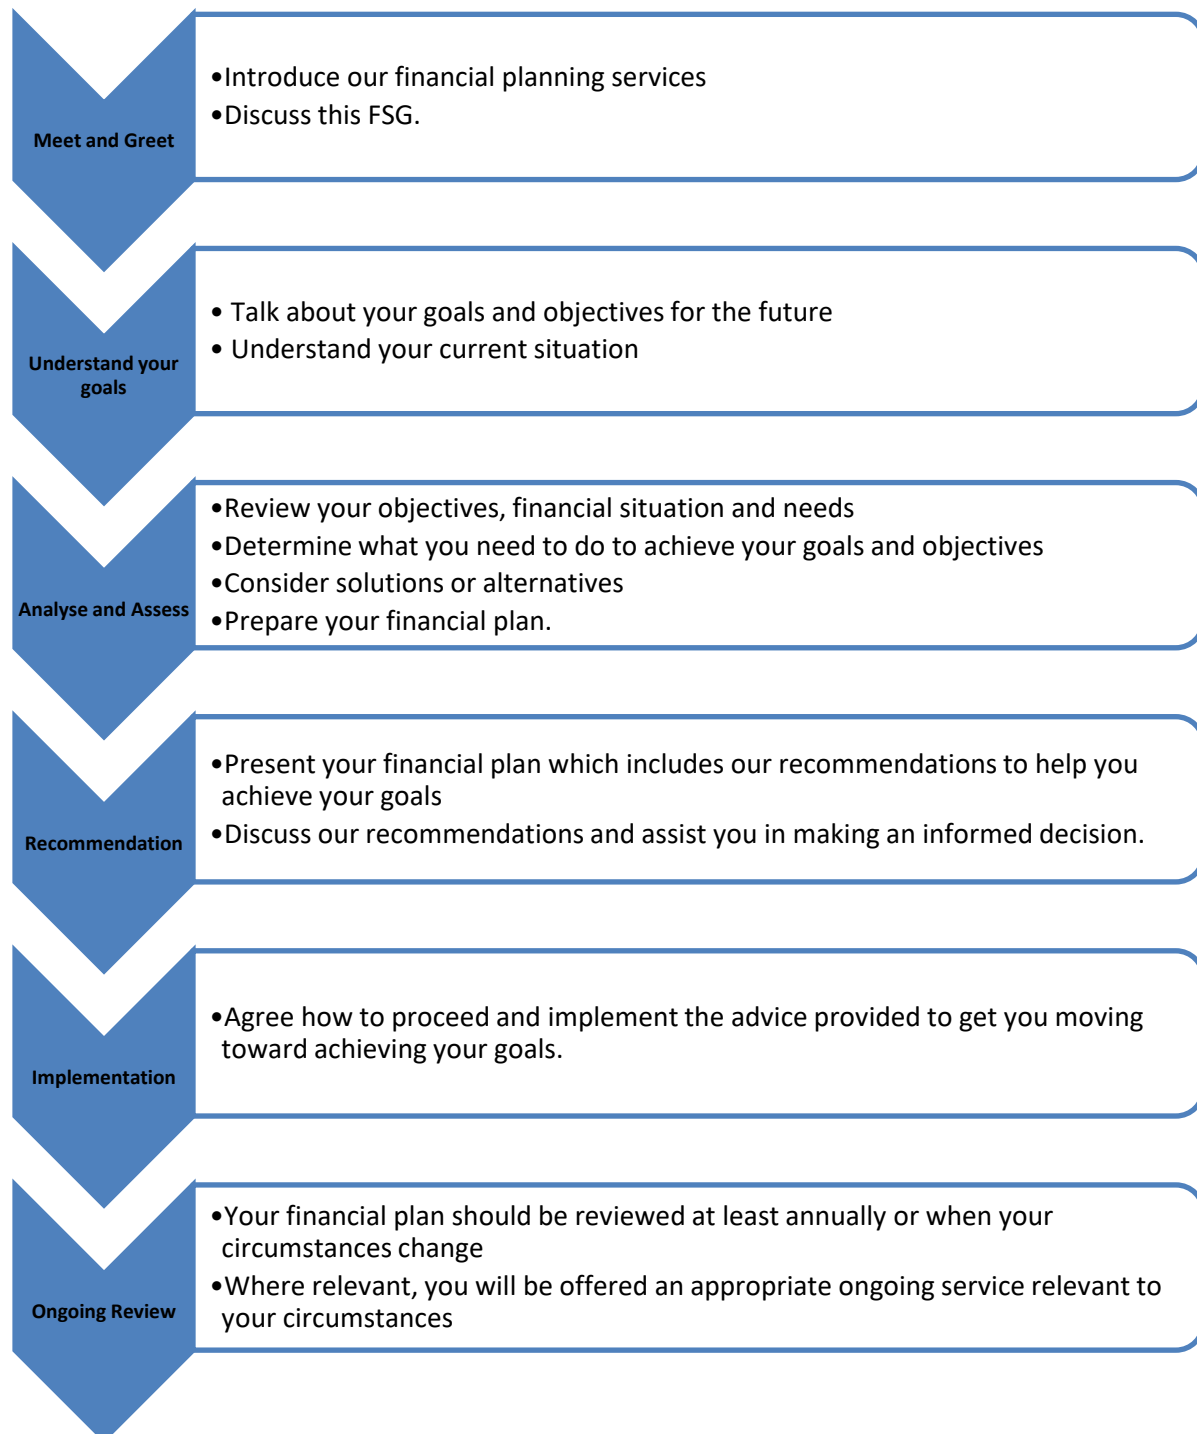 Meet and Greet
•Introduce our financial planning services
•Discuss this FSG.
Understand your
goals
• Talk about your goals and objectives for the future
• Understand your current situation
Analyse and Assess
•Review your objectives, financial situation and needs
•Determine what you need to do to achieve your goals and objectives
•Consider solutions or alternatives
•Prepare your financial plan.
Recommendation
•Present your financial plan which includes our recommendations to help you
achieve your goals
•Discuss our recommendations and assist you in making an informed decision.
Implementation
•Agree how to proceed and implement the advice provided to get you moving
toward achieving your goals.
Ongoing Review
•Your financial plan should be reviewed at least annually or when your
circumstances change
•Where relevant, you will be offered an appropriate ongoing service relevant to
your circumstances